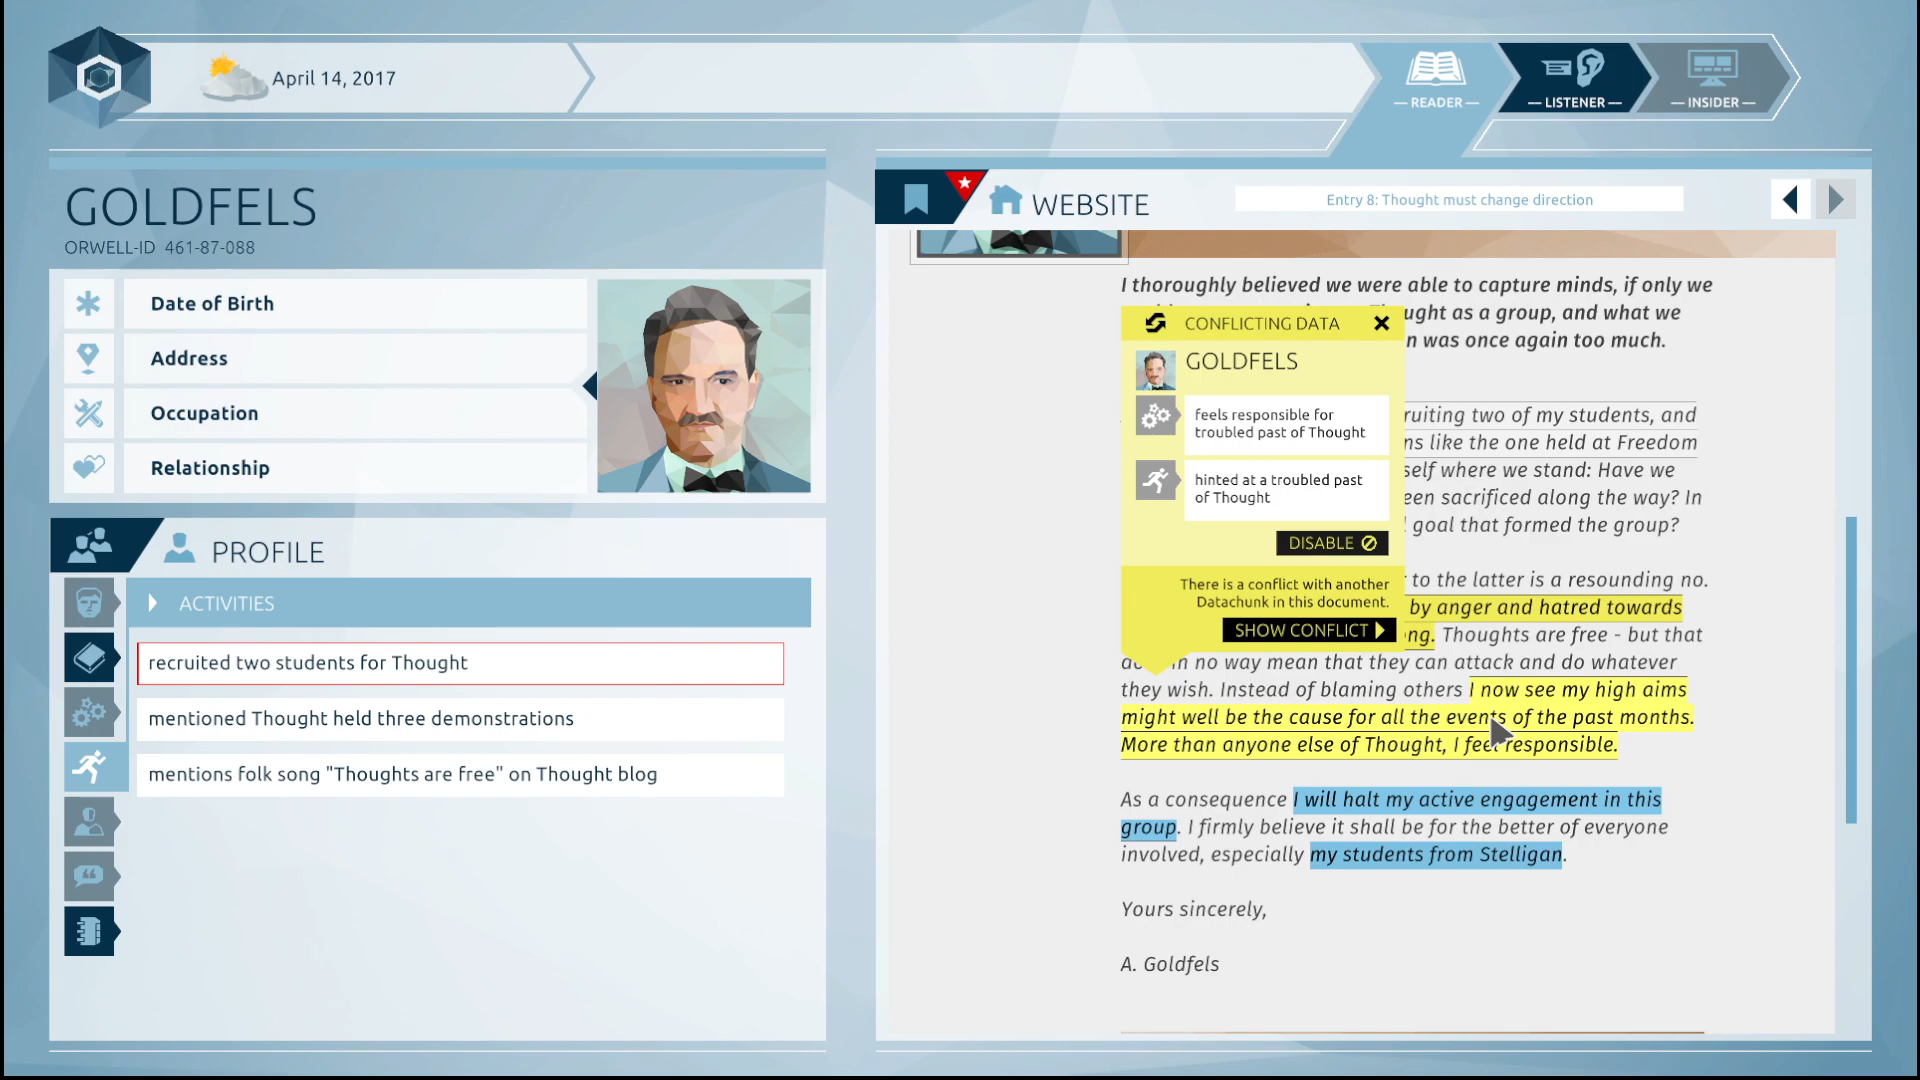 April 14, 2017
READER
LISTENER
INSIDER
GOLDFELS
ORWELL-ID 461-87-088
Date of Birth
Address
Occupation
Relationship
PROFILE
ACTIVITIES
recruited two students for Thought
mentioned Thought held three demonstrations
mentions folk song "Thoughts are free" on Thought blog
WEBSITE
Entry 8: Thought must change direction
I thoroughly believed we were able to capture minds, if only we
as a group, and what we
was once again too much.
CONFLICTING DATA
GOLDFELS
feels responsible for
troubled past of Thought
hinted at a troubled past
of Thought
DISABLE
There is a conflict with another
Datachunk in this document.
SHOW CONFLICT
two of my students, and
like the one held at Freedom
where we stand: Have we
sacrificed along the way? In
goal that formed the group?
to the latter is a resounding no.
by anger and hatred towards
Thoughts are free - but that
in no way mean that they can attack and do whatever
they wish. Instead of blaming others I now see my high aims
might well be the cause for all the events of the past months.
More than anyone else of Thought, I feel responsible.
As a consequence I will halt my active engagement in this
group. I firmly believe it shall be for the better of everyone
involved, especially my students from Stelligan.
Yours sincerely,
A. Goldfels